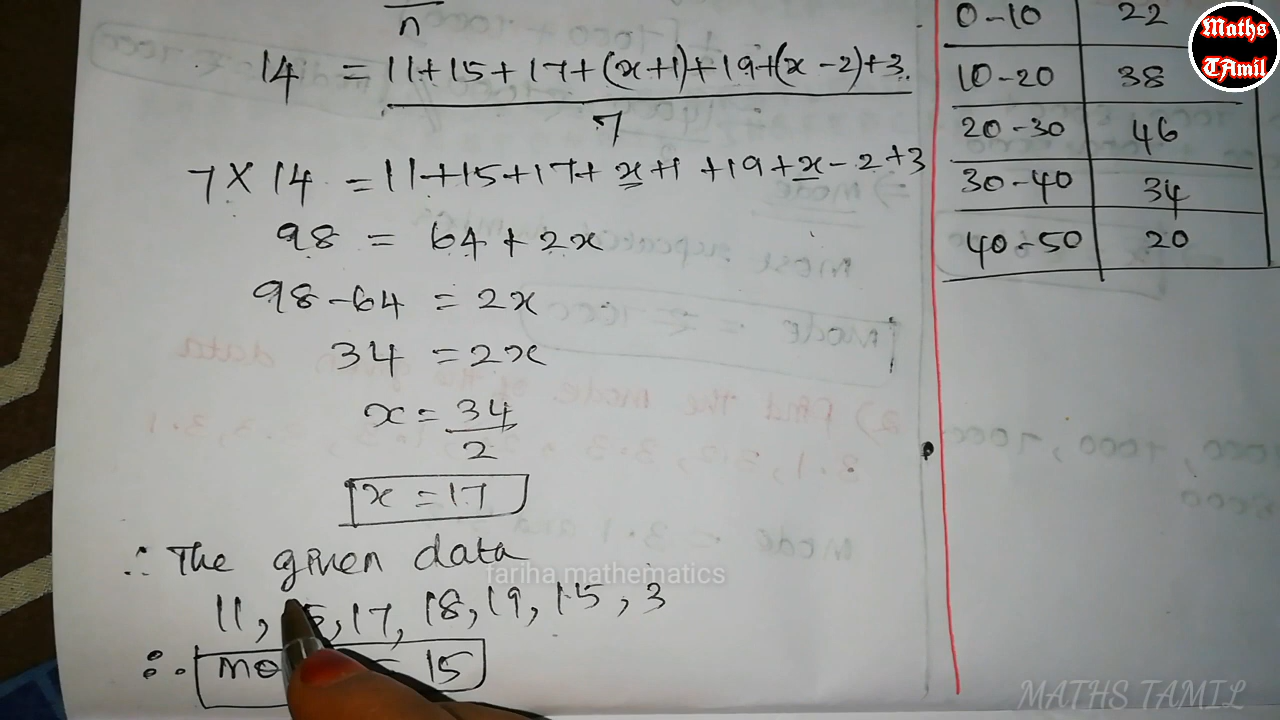 n
14 = 11+15+17+(x+1)+19+(x-2)+3
7
7 X 14 = 11+15+17+x+1+19+x-2+3
98 = 64+2x
98-64 = 2x
34 = 2x
x = 34
2
x = 17
∴ The given data
11, 15, 17, 18, 19, 15, 3
∴ = 15
0-10 22
10-20 38
20-30 46
30-40 34
40-50 20
Maths
TAmil
fariha mathematics
MATHS TAMIL